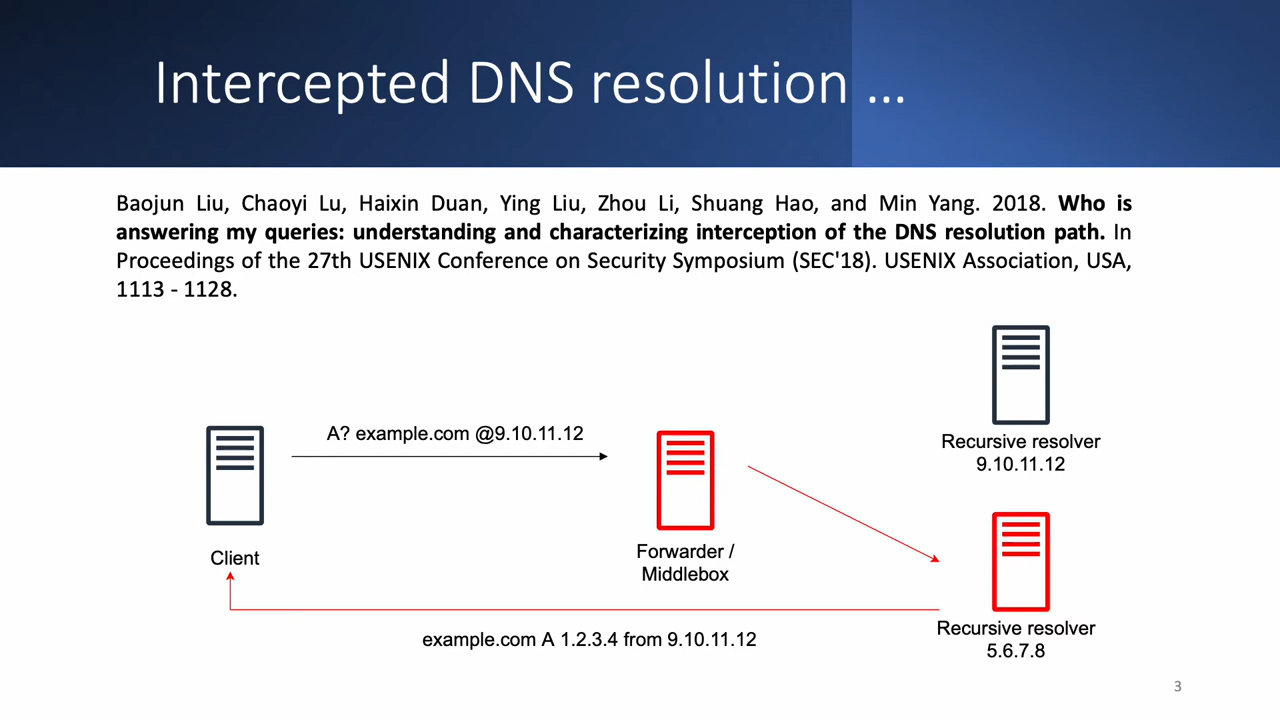 Intercepted DNS resolution ...
Baojun Liu, Chaoyi Lu, Haixin Duan, Ying Liu, Zhou Li, Shuang Hao, and Min Yang. 2018. Who is
answering my queries: understanding and characterizing interception of the DNS resolution path. In
Proceedings of the 27th USENIX Conference on Security Symposium (SEC'18). USENIX Association, USA,
1113 - 1128.
A? example.com @9.10.11.12
Recursive resolver
9.10.11.12
Client
Forwarder /
Middlebox
Recursive resolver
5.6.7.8
example.com A 1.2.3.4 from 9.10.11.12
3